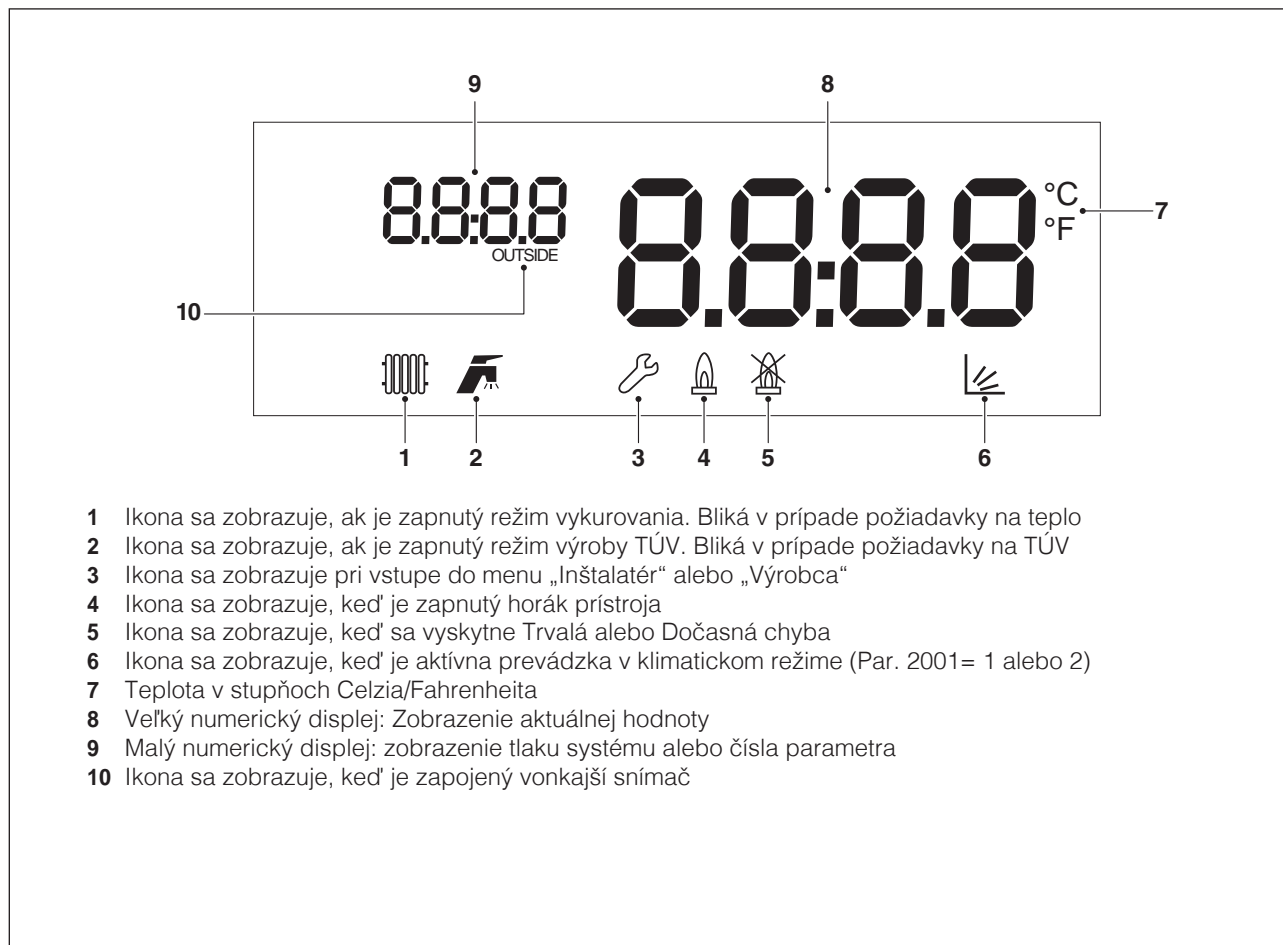 9 8
8.8:8.8 8.8:8.8 °C
°F 7
OUTSIDE
10
1 2 3 4 5 6
1 Ikona sa zobrazuje, ak je zapnutý režim vykurovania. Bliká v prípade požiadavky na teplo
2 Ikona sa zobrazuje, ak je zapnutý režim výroby TÚV. Bliká v prípade požiadavky na TÚV
3 Ikona sa zobrazuje pri vstupe do menu „Inštalatér“ alebo „Výrobca“
4 Ikona sa zobrazuje, keď je zapnutý horák prístroja
5 Ikona sa zobrazuje, keď sa vyskytne Trvalá alebo Dočasná chyba
6 Ikona sa zobrazuje, keď je aktívna prevádzka v klimatickom režime (Par. 2001= 1 alebo 2)
7 Teplota v stupňoch Celzia/Fahrenheita
8 Veľký numerický displej: Zobrazenie aktuálnej hodnoty
9 Malý numerický displej: zobrazenie tlaku systému alebo čísla parametra
10 Ikona sa zobrazuje, keď je zapojený vonkajší snímač